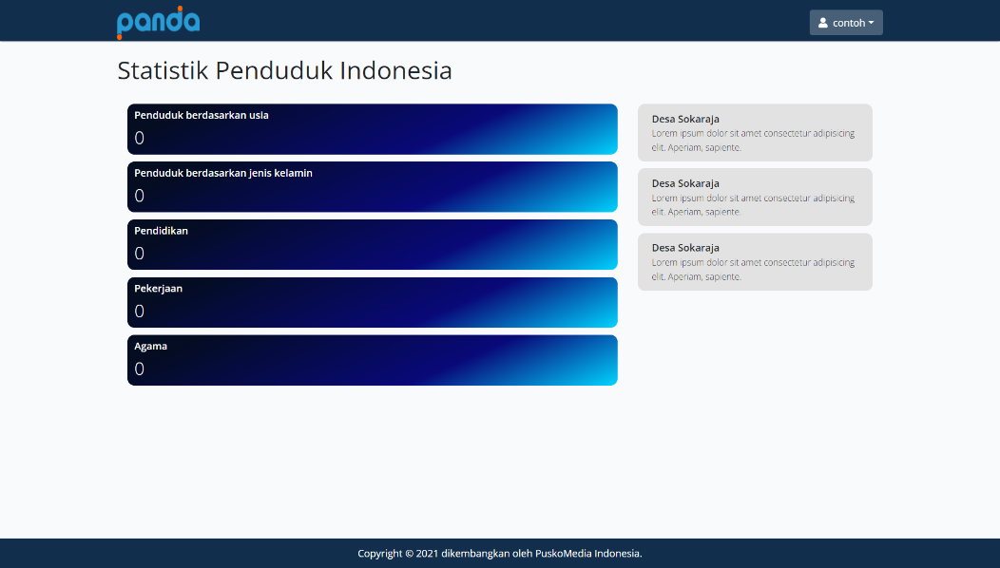 panda
contoh
Statistik Penduduk Indonesia
Penduduk berdasarkan usia
0
Penduduk berdasarkan jenis kelamin
0
Pendidikan
0
Pekerjaan
0
Agama
0
Desa Sokaraja
Lorem ipsum dolor sit amet consectetur adipisicing
elit. Aperiam, sapiente.
Desa Sokaraja
Lorem ipsum dolor sit amet consectetur adipisicing
elit. Aperiam, sapiente.
Desa Sokaraja
Lorem ipsum dolor sit amet consectetur adipisicing
elit. Aperiam, sapiente.
Copyright © 2021 dikembangkan oleh PuskoMedia Indonesia.